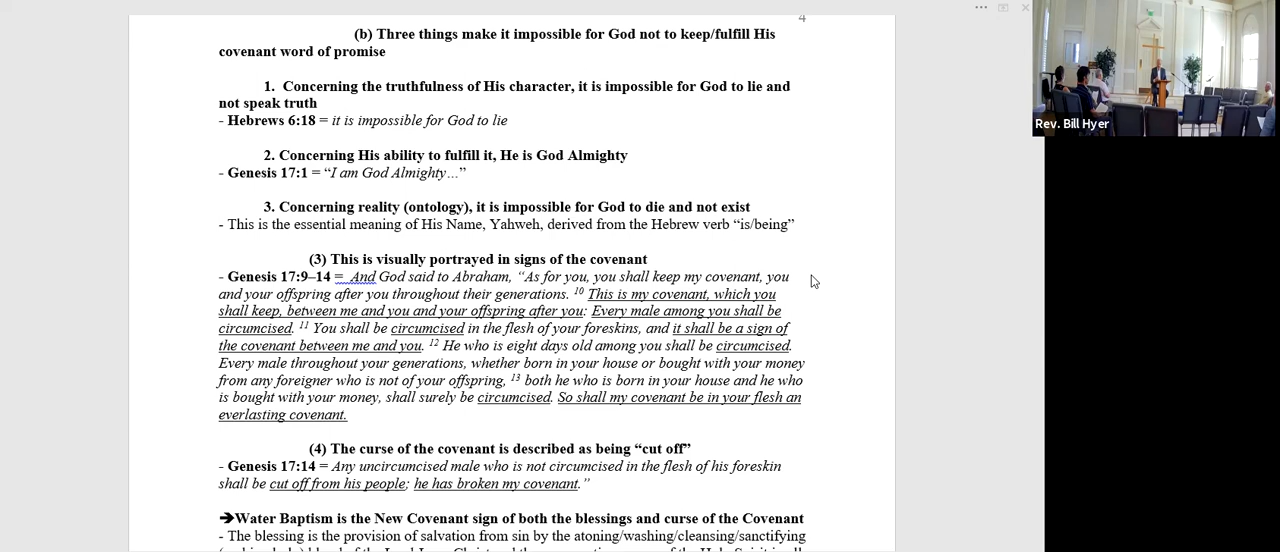 4
(b) Three things make it impossible for God not to keep/fulfill His
covenant word of promise
1. Concerning the truthfulness of His character, it is impossible for God to lie and
not speak truth
- Hebrews 6:18 = it is impossible for God to lie
2. Concerning His ability to fulfill it, He is God Almighty
- Genesis 17:1 = “I am God Almighty…”
3. Concerning reality (ontology), it is impossible for God to die and not exist
- This is the essential meaning of His Name, Yahweh, derived from the Hebrew verb “is/being”
(3) This is visually portrayed in signs of the covenant
- Genesis 17:9–14 = And God said to Abraham, “As for you, you shall keep my covenant, you
and your offspring after you throughout their generations. 10 This is my covenant, which you
shall keep, between me and you and your offspring after you: Every male among you shall be
circumcised. 11 You shall be circumcised in the flesh of your foreskins, and it shall be a sign of
the covenant between me and you. 12 He who is eight days old among you shall be circumcised.
Every male throughout your generations, whether born in your house or bought with your money
from any foreigner who is not of your offspring, 13 both he who is born in your house and he who
is bought with your money, shall surely be circumcised. So shall my covenant be in your flesh an
everlasting covenant.
(4) The curse of the covenant is described as being “cut off”
- Genesis 17:14 = Any uncircumcised male who is not circumcised in the flesh of his foreskin
shall be cut off from his people; he has broken my covenant.”
➔Water Baptism is the New Covenant sign of both the blessings and curse of the Covenant
- The blessing is the provision of salvation from sin by the atoning/washing/cleansing/sanctifying
Rev. Bill Hyer